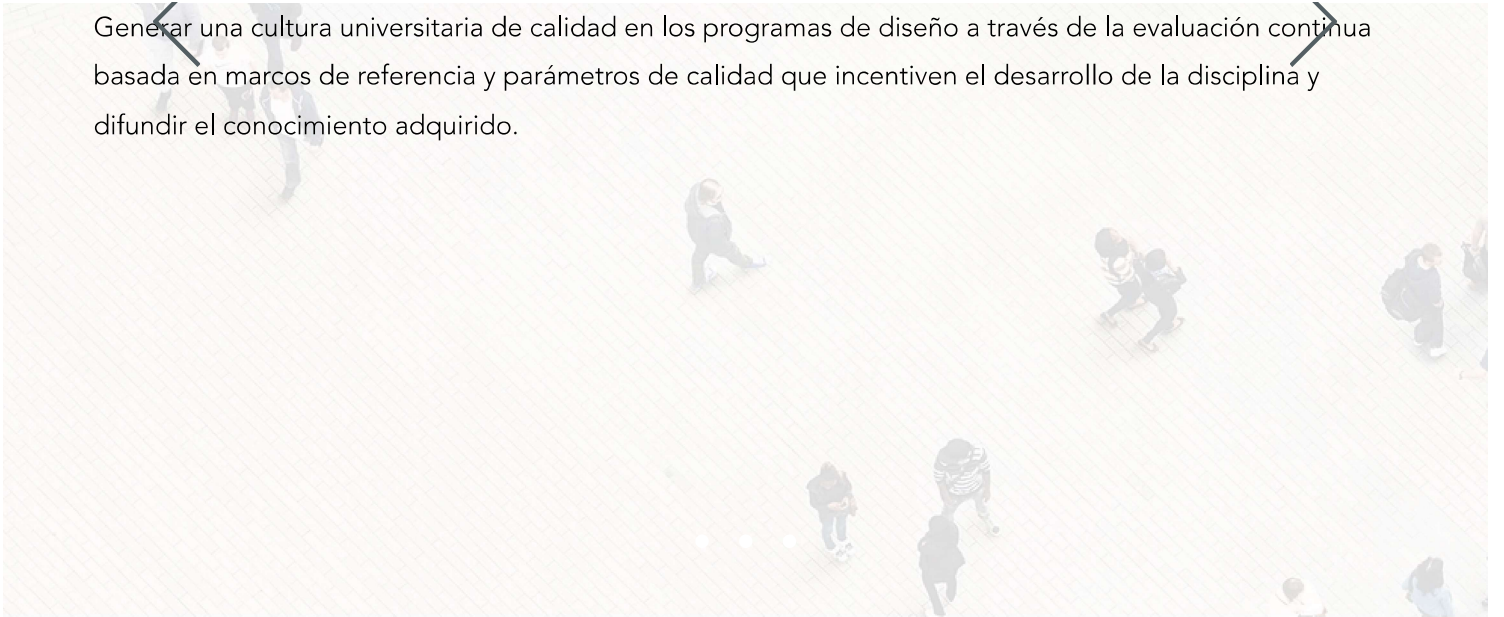 Generar una cultura universitaria de calidad en los programas de diseño a través de la evaluación continua
basada en marcos de referencia y parámetros de calidad que incentiven el desarrollo de la disciplina y
difundir el conocimiento adquirido.